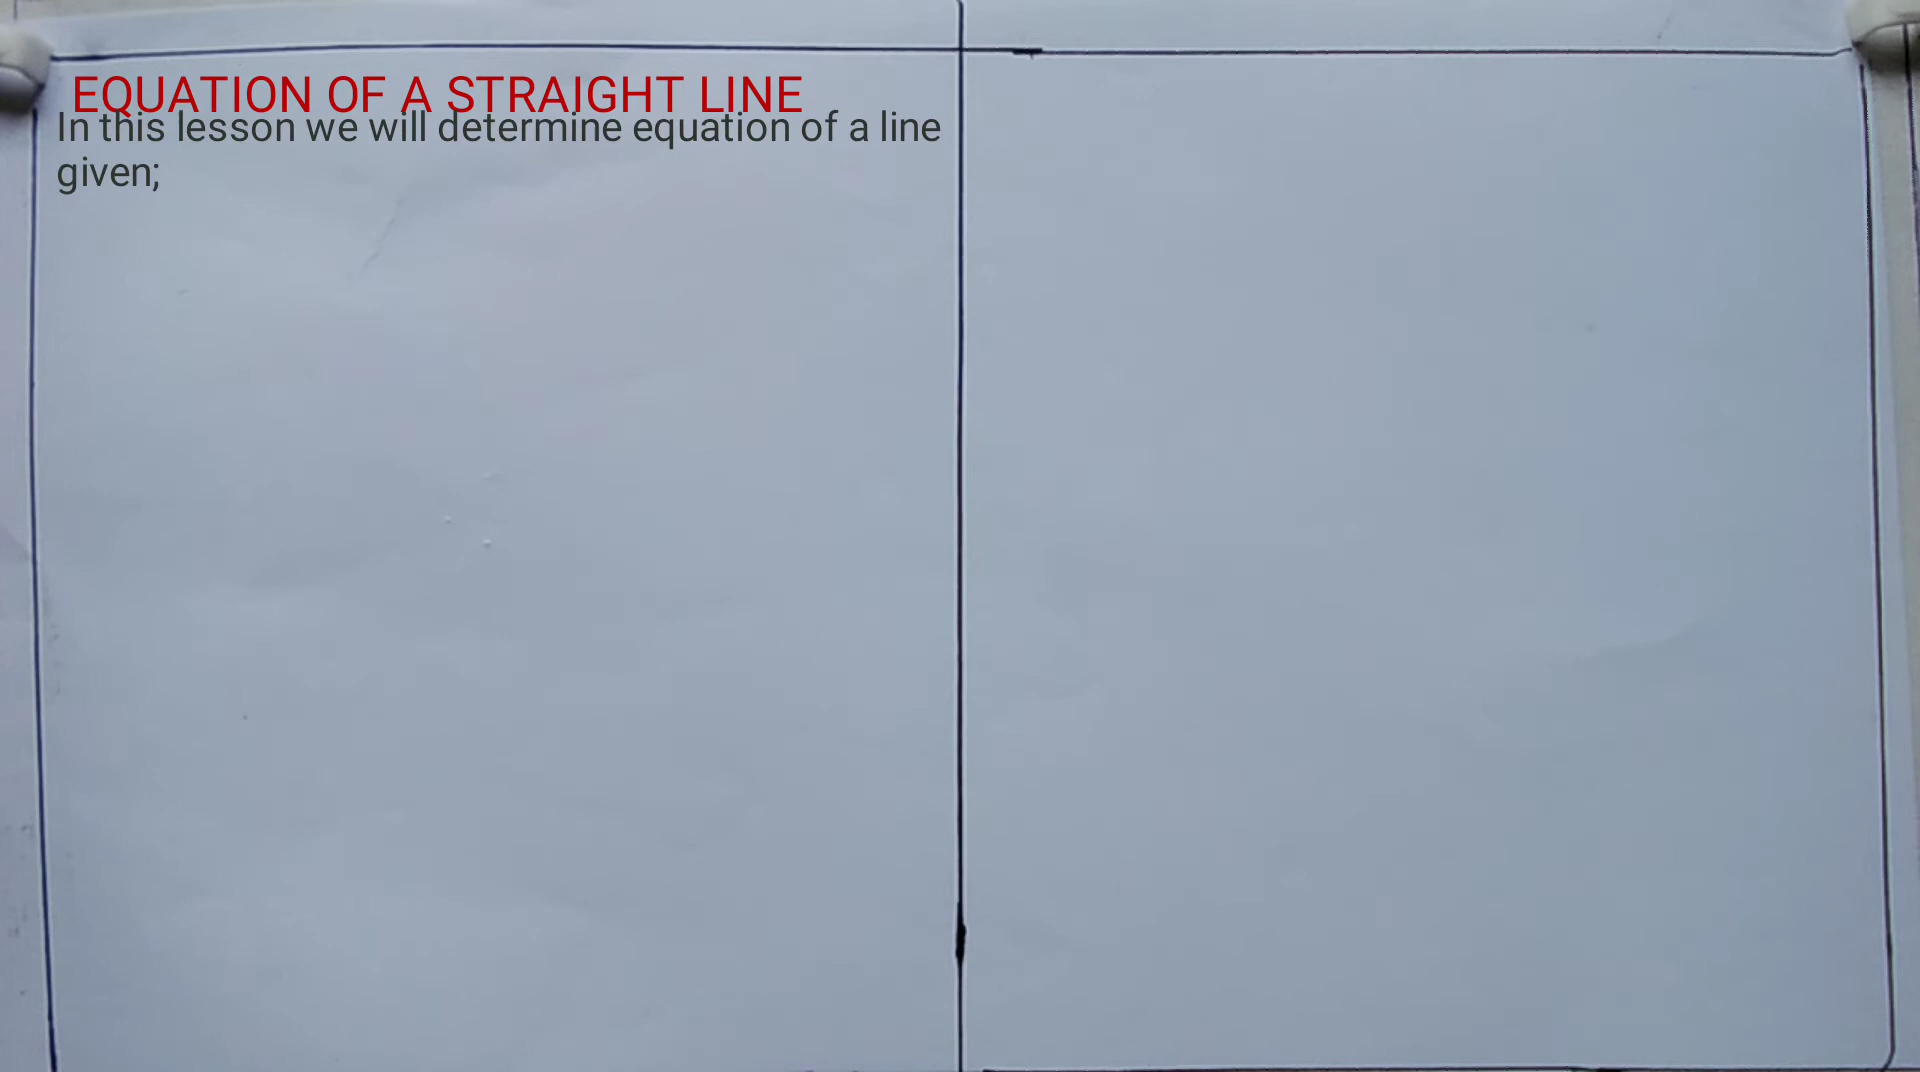 EQUATION OF A STRAIGHT LINE
In this lesson we will determine equation of a line
given;